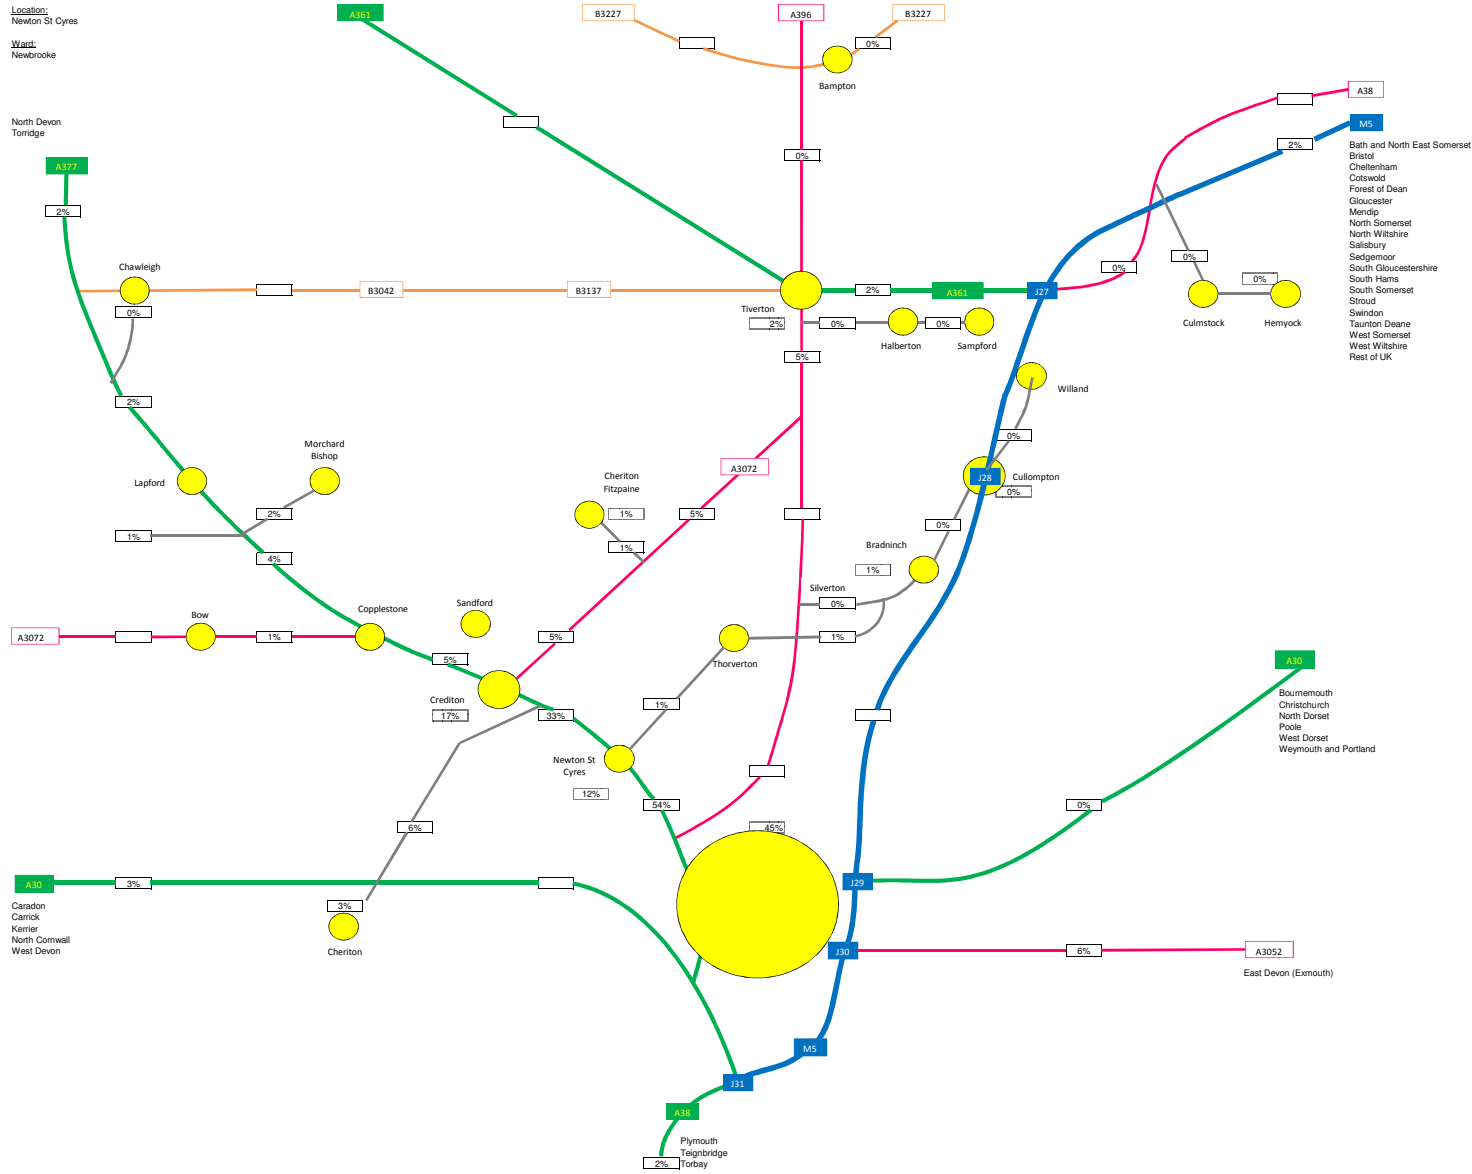 Location:
Newton St Cyres
Ward:
Newbrooke
A361
B3227
A396
B3227
0%
Bampton
A38
M5
2%
North Devon
Torridge
A377
2%
0%
Bath and North East Somerset
Bristol
Cheltenham
Cotswold
Forest of Dean
Gloucester
Mendip
North Somerset
North Wiltshire
Salisbury
Sedgemoor
South Gloucestershire
South Hams
South Somerset
Stroud
Swindon
Taunton Deane
West Somerset
West Wiltshire
Rest of UK
Chawleigh
0%
B3042
B3137
Tiverton
2%
2%
A361
J27
0%
0%
0%
Culmstock
Hemyock
0%
0%
Halberton
Sampford
5%
2%
Willand
0%
Lapford
Morchard
Bishop
2%
1%
4%
Cheriton
Fitzpaine
1%
1%
A3072
5%
J28
Cullompton
0%
0%
Bradninch
1%
Silverton
0%
1%
A3072
Bow
1%
Copplestone
Sandford
5%
5%
Thorverton
1%
Crediton
17%
33%
Newton St
Cyres
12%
54%
45%
6%
A30
Bournemouth
Christchurch
North Dorset
Poole
West Dorset
Weymouth and Portland
0%
A30
3%
Caradon
Carrick
Kerrier
North Cornwall
West Devon
3%
Cheriton
J29
J30
6%
A3052
East Devon (Exmouth)
M5
J31
A38
Plymouth
Teignbridge
Torbay
2%